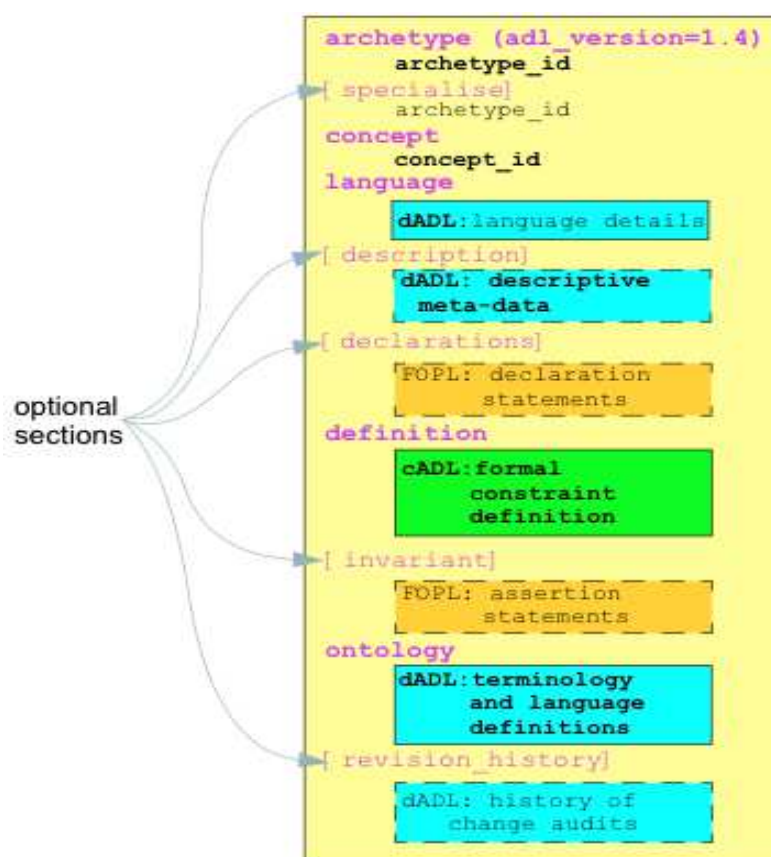 archetype (adl_version=1.4)
archetype_id
[ specialise]
archetype_id
concept
concept_id
language
dADL:language details
[ description]
dADL: descriptive
meta-data
[ declarations]
FOPL: declaration
statements
optional
sections
definition
cADL:formal
constraint
definition
[ invariant]
FOPL: assertion
statements
ontology
dADL:terminology
and language
definitions
[ revision_history]
dADL: history of
change audits